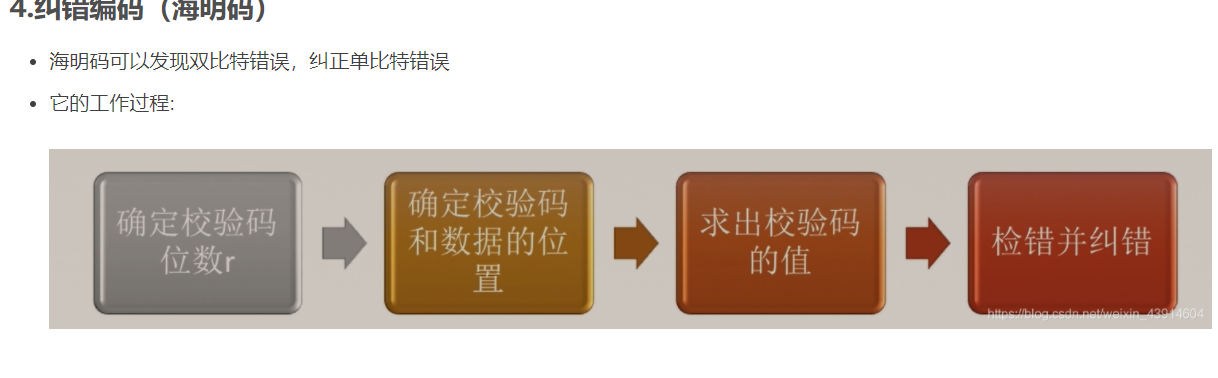 4.纠错编码（海明码）
海明码可以发现双比特错误，纠正单比特错误
它的工作过程:
确定校验码
位数r
确定校验码
和数据的位
置
求出校验码
的值
检错并纠错
https://blog.csdn.net/weixin_43914604